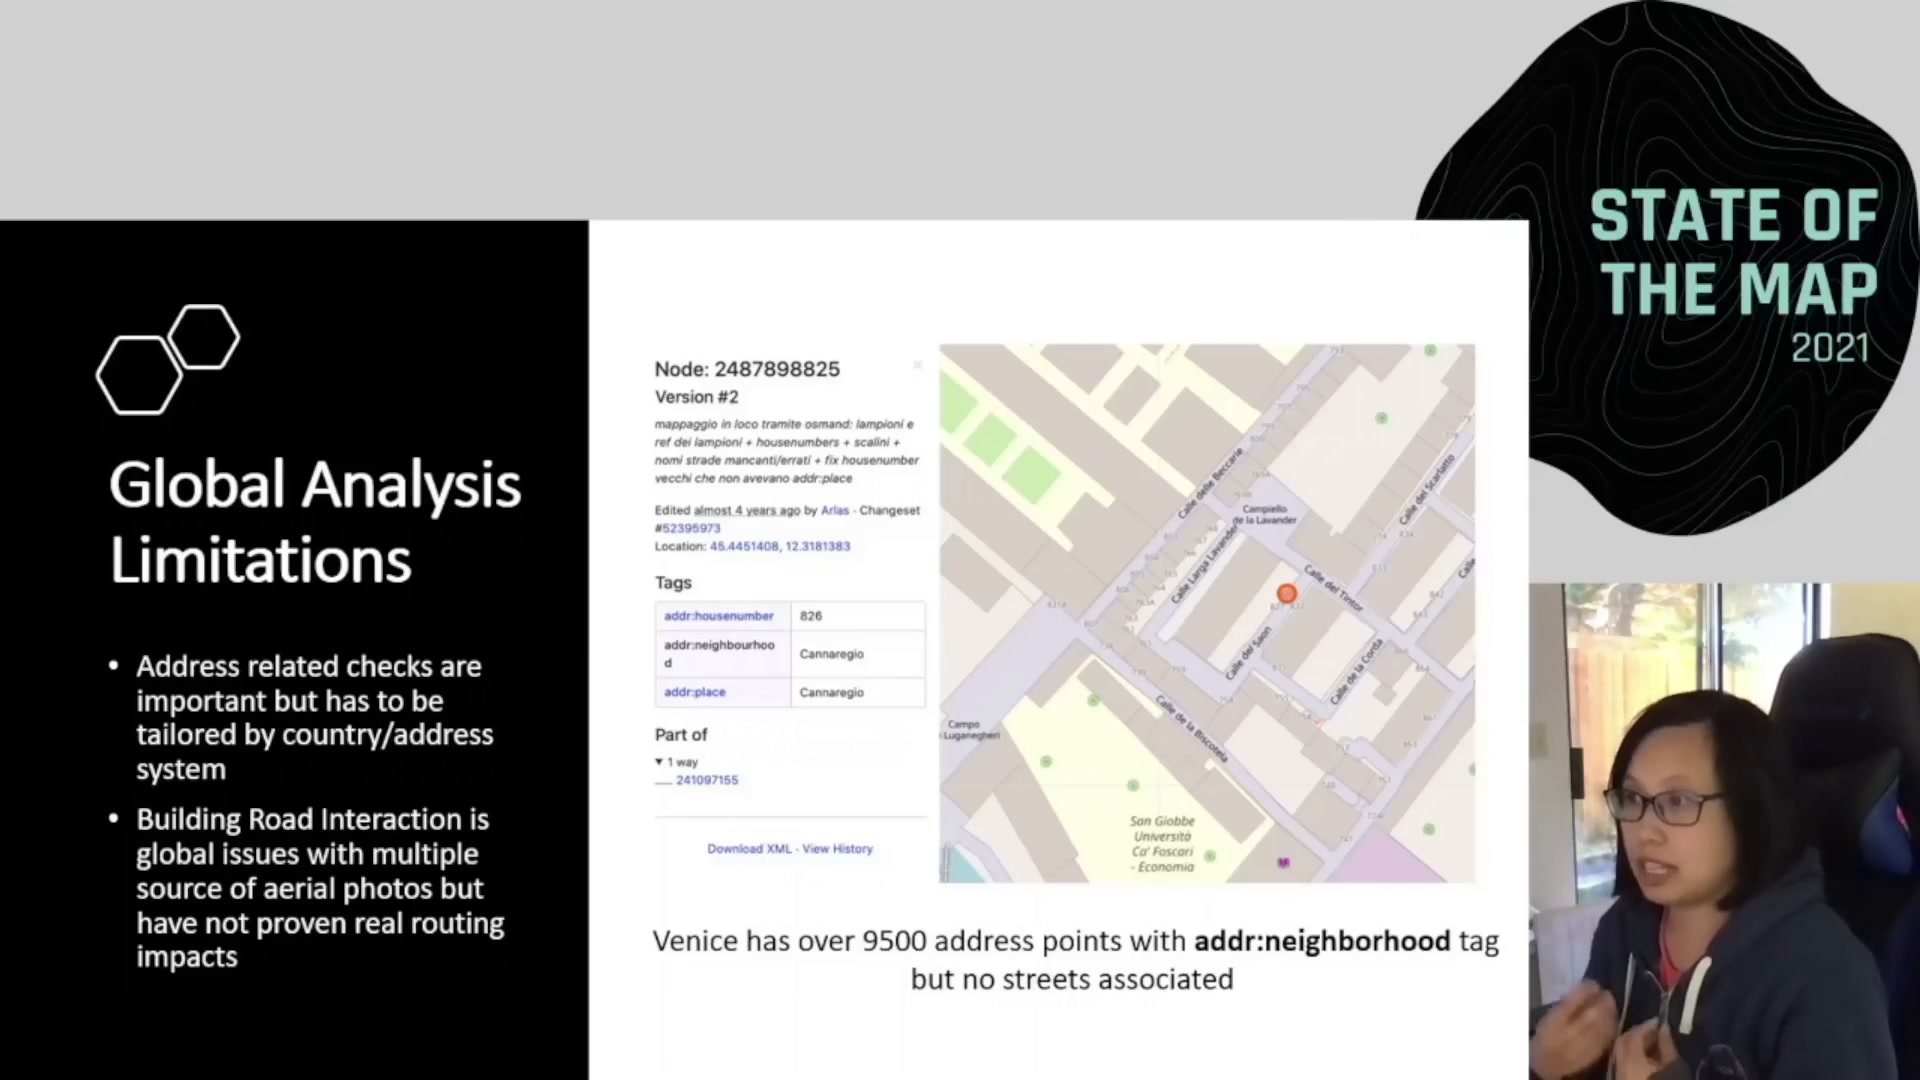 STATE OF
THE MAP
2021
Global Analysis
Limitations
• Address related checks are
important but has to be
tailored by country/address
system
• Building Road Interaction is
global issues with multiple
source of aerial photos but
have not proven real routing
impacts
Node: 2487898825
Version #2
mappaggio in loco tramite osmand: lampioni e
ref dei lampioni + housenumbers + scalini +
nomi strade mancanti/errati + fix housenumber
vecchi che non avevano addr:place
Edited almost 4 years ago by Arlas · Changeset
#52395973
Location: 45.4451408, 12.3181383
Tags
addr:housenumber 826
addr:neighbourhoo
d Cannaregio
addr:place Cannaregio
Part of
▼ 1 way
241097155
Download XML · View History
Calle delle Beccarie
Campiello
de la Lavander
Calle del Scarlatto
Calle Larga Lavander
Calle del Tintor
Calle del Saon
Calle de la Corda
Calle de la Biscotela
Campo
Luganegheri
San Giobbe
Università
Ca' Foscari
- Economia
Venice has over 9500 address points with addr:neighborhood tag
but no streets associated